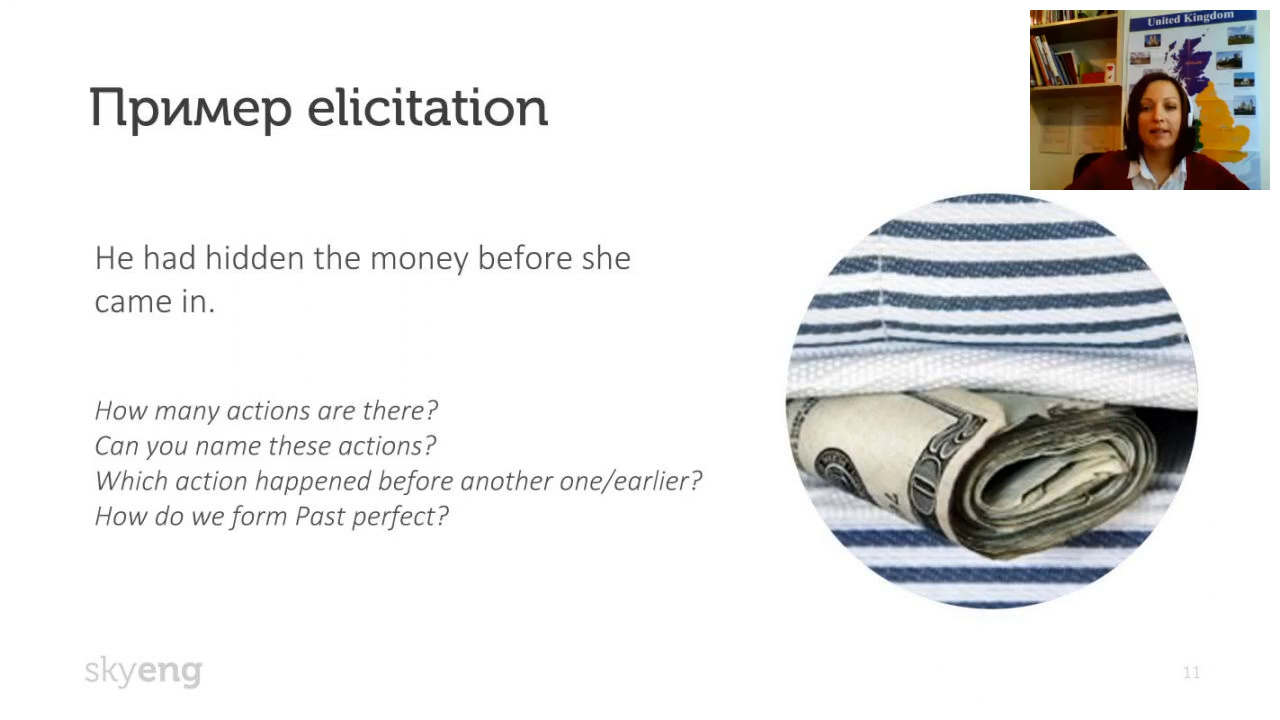 Пример elicitation
United Kingdom
He had hidden the money before she
came in.
How many actions are there?
Can you name these actions?
Which action happened before another one/earlier?
How do we form Past perfect?
skyeng
11